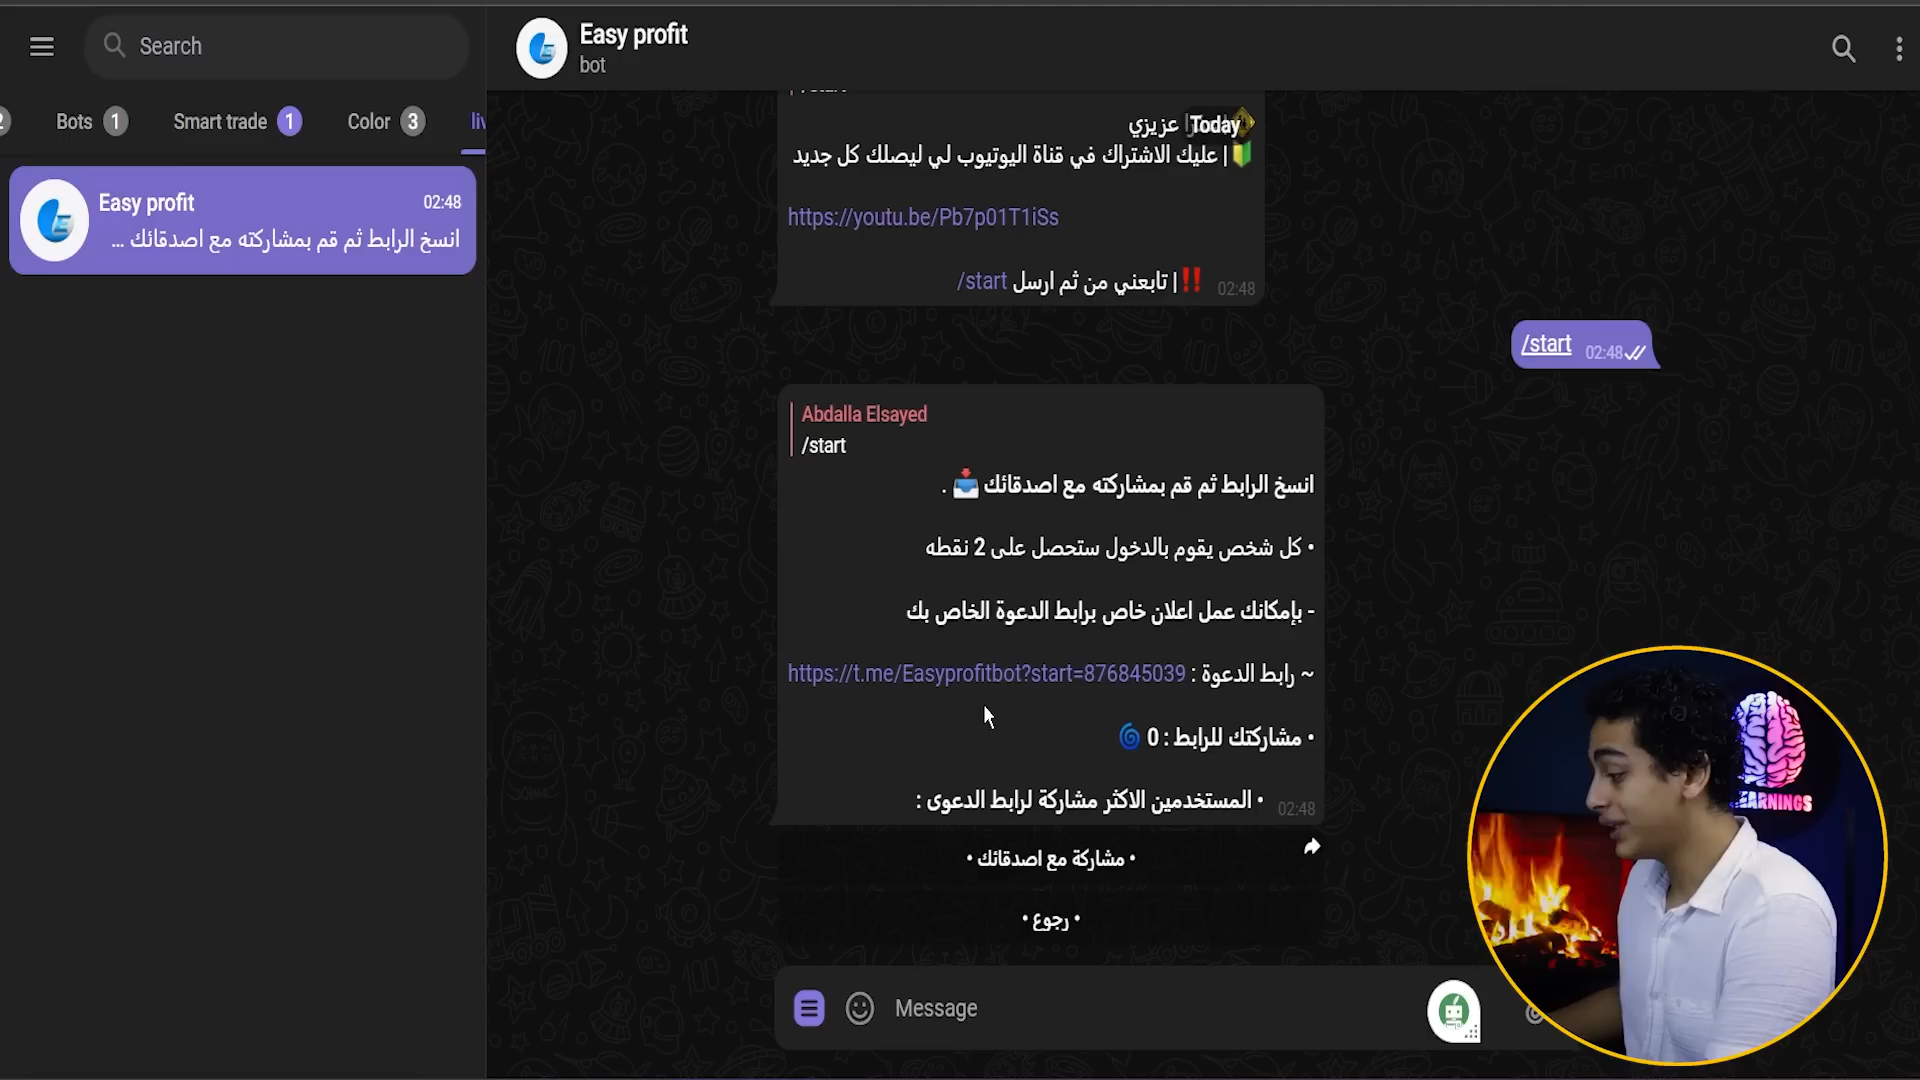 Search
Easy profit
bot
Bots 1
Smart trade 1
Color 3
Easy profit
02:48
انسخ الرابط ثم قم بمشاركته مع اصدقائك ...
Today
عزيزي
| عليك الاشتراك في قناة اليوتيوب لي ليصلك كل جديد
https://youtu.be/Pb7p01T1iSs
‼️| تابعني من ثم ارسل /start
02:48
/start
02:48
Abdalla Elsayed
/start
انسخ الرابط ثم قم بمشاركته مع اصدقائك 📥 .
• كل شخص يقوم بالدخول ستحصل على 2 نقطه
- بإمكانك عمل اعلان خاص برابط الدعوة الخاص بك
~ رابط الدعوة : https://t.me/Easyprofitbot?start=876845039
• مشاركتك للرابط : 0 🌀
• المستخدمين الاكثر مشاركة لرابط الدعوى :
02:48
• مشاركة مع اصدقائك •
• رجوع •
Message
EARNINGS